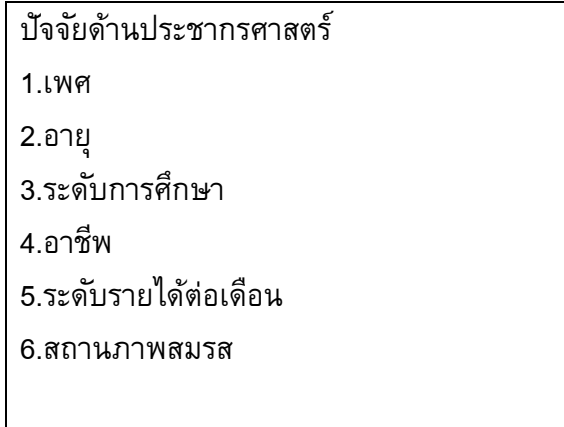 ปัจจัยด้านประชากรศาสตร์
1.เพศ
2.อายุ
3.ระดับการศึกษา
4.อาชีพ
5.ระดับรายได้ต่อเดือน
6.สถานภาพสมรส